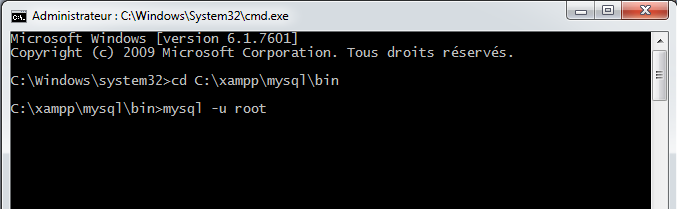 Administrateur : C:\Windows\System32\cmd.exe
Microsoft Windows [version 6.1.7601]
Copyright (c) 2009 Microsoft Corporation. Tous droits réservés.
C:\Windows\system32>cd C:\xampp\mysql\bin
C:\xampp\mysql\bin>mysql -u root